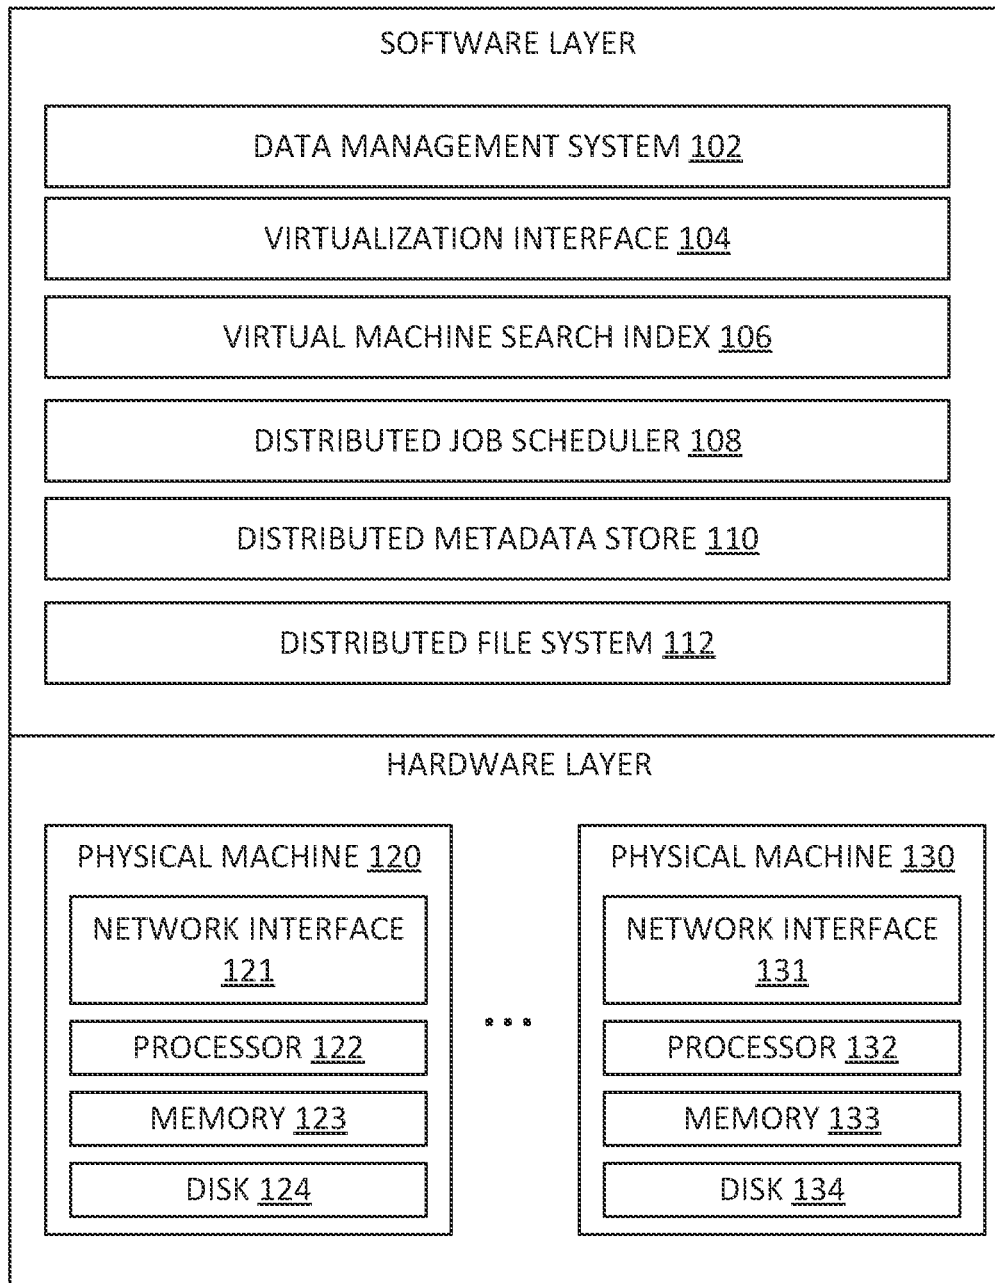 SOFTWARE LAYER
DATA MANAGEMENT SYSTEM 102
VIRTUALIZATION INTERFACE 104
VIRTUAL MACHINE SEARCH INDEX 106
DISTRIBUTED JOB SCHEDULER 108
DISTRIBUTED METADATA STORE 110
DISTRIBUTED FILE SYSTEM 112
HARDWARE LAYER
PHYSICAL MACHINE 120
NETWORK INTERFACE
121
PROCESSOR 122
MEMORY 123
DISK 124
...
PHYSICAL MACHINE 130
NETWORK INTERFACE
131
PROCESSOR 132
MEMORY 133
DISK 134